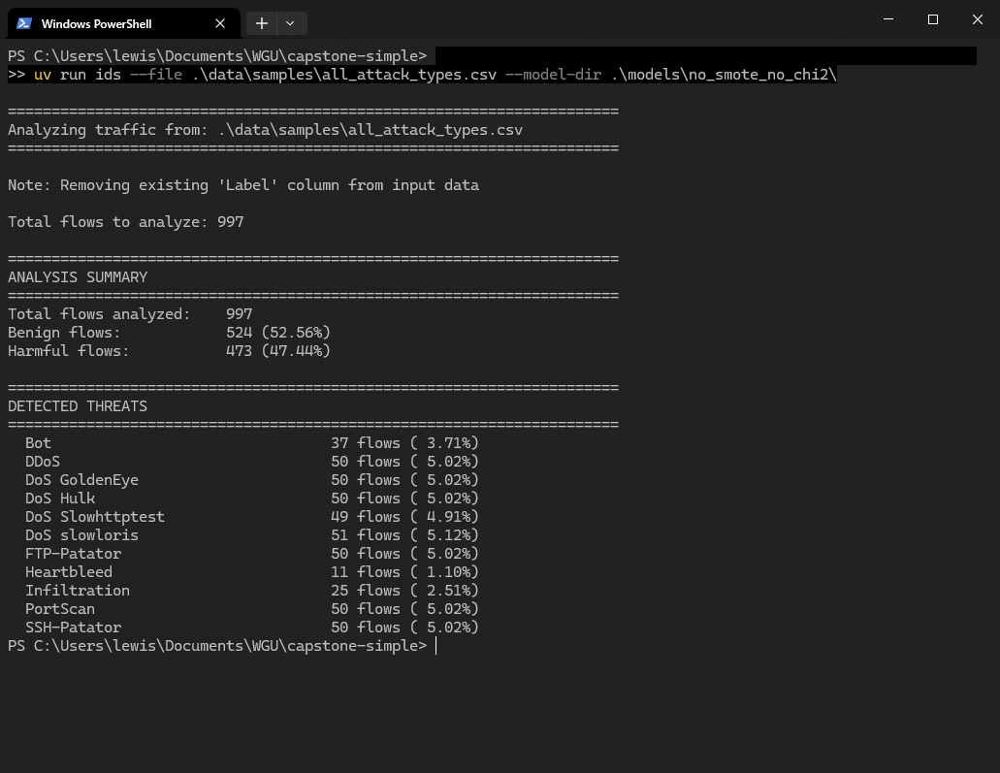 Windows PowerShell
PS C:\Users\lewis\Documents\WGU\capstone-simple>
>> uv run ids --file .\data\samples\all_attack_types.csv --model-dir .\models\no_smote_no_chi2\
======================================================================
Analyzing traffic from: .\data\samples\all_attack_types.csv
======================================================================
Note: Removing existing 'Label' column from input data
Total flows to analyze: 997
======================================================================
ANALYSIS SUMMARY
======================================================================
Total flows analyzed:    997
Benign flows:            524 (52.56%)
Harmful flows:           473 (47.44%)
======================================================================
DETECTED THREATS
======================================================================
  Bot                                37 flows ( 3.71%)
  DDoS                               50 flows ( 5.02%)
  DoS GoldenEye                      50 flows ( 5.02%)
  DoS Hulk                           50 flows ( 5.02%)
  DoS Slowhttptest                   49 flows ( 4.91%)
  DoS slowloris                      51 flows ( 5.12%)
  FTP-Patator                        50 flows ( 5.02%)
  Heartbleed                         11 flows ( 1.10%)
  Infiltration                       25 flows ( 2.51%)
  PortScan                           50 flows ( 5.02%)
  SSH-Patator                        50 flows ( 5.02%)
PS C:\Users\lewis\Documents\WGU\capstone-simple>